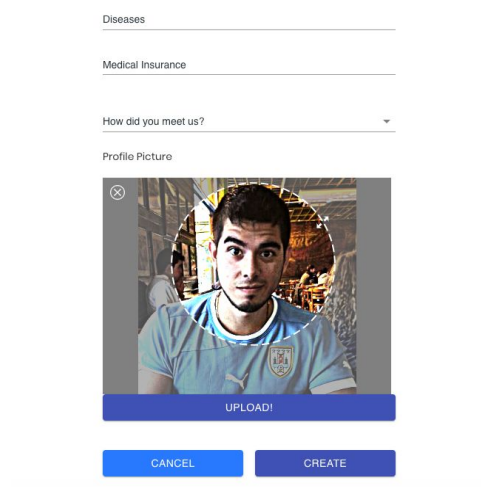 Diseases
Medical Insurance
How did you meet us?
Profile Picture
UPLOAD!
CANCEL
CREATE